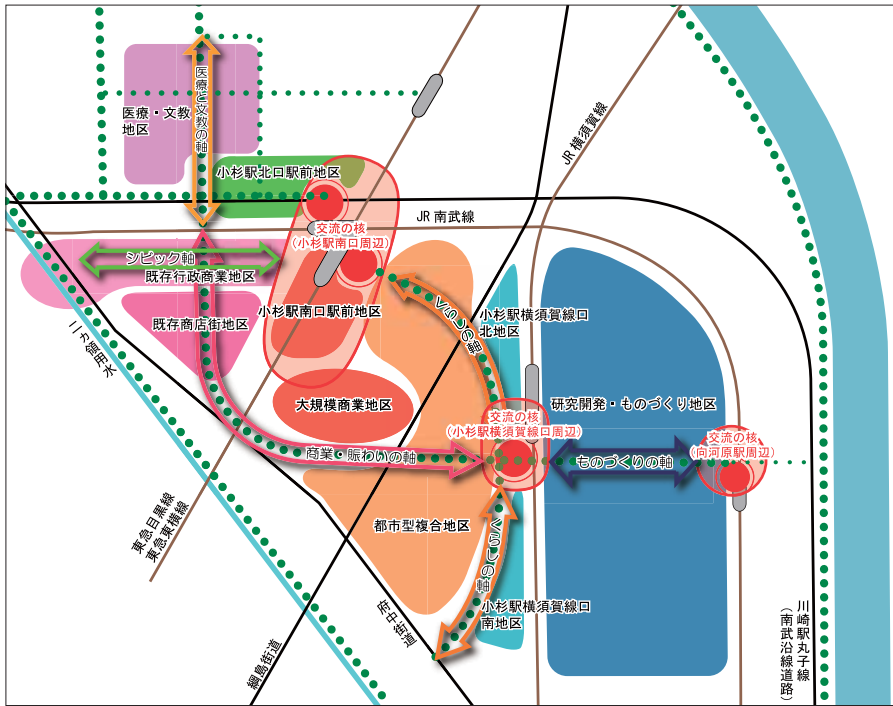 医療・文教
地区
医療と文教の軸
小杉駅北口駅前地区
JR横須賀線
JR南武線
交流の核
(小杉駅南口周辺)
シビック軸
既存行政商業地区
既存商店街地区
小杉駅南口駅前地区
くらしの軸
小杉駅横須賀線口
北地区
二ヵ領用水
大規模商業地区
研究開発・ものづくり地区
交流の核
(小杉駅横須賀線口周辺)
交流の核
(向河原駅周辺)
商業・賑わいの軸
ものづくりの軸
東急目黒線
東急東横線
都市型複合地区
くらしの軸
小杉駅横須賀線口
南地区
府中街道
綱島街道
川崎駅丸子線
(南武沿線道路)